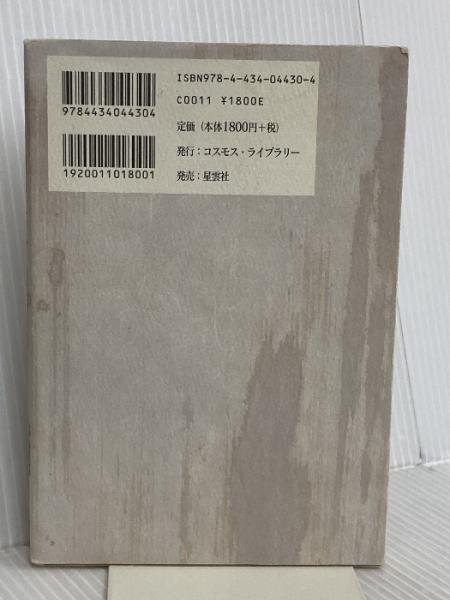 ISBN978-4-434-04430-4
C0011 ¥1800E
9784434044304
定価（本体1800円+税）
発行：コスモス・ライブラリー
1920011018001
発売：星雲社